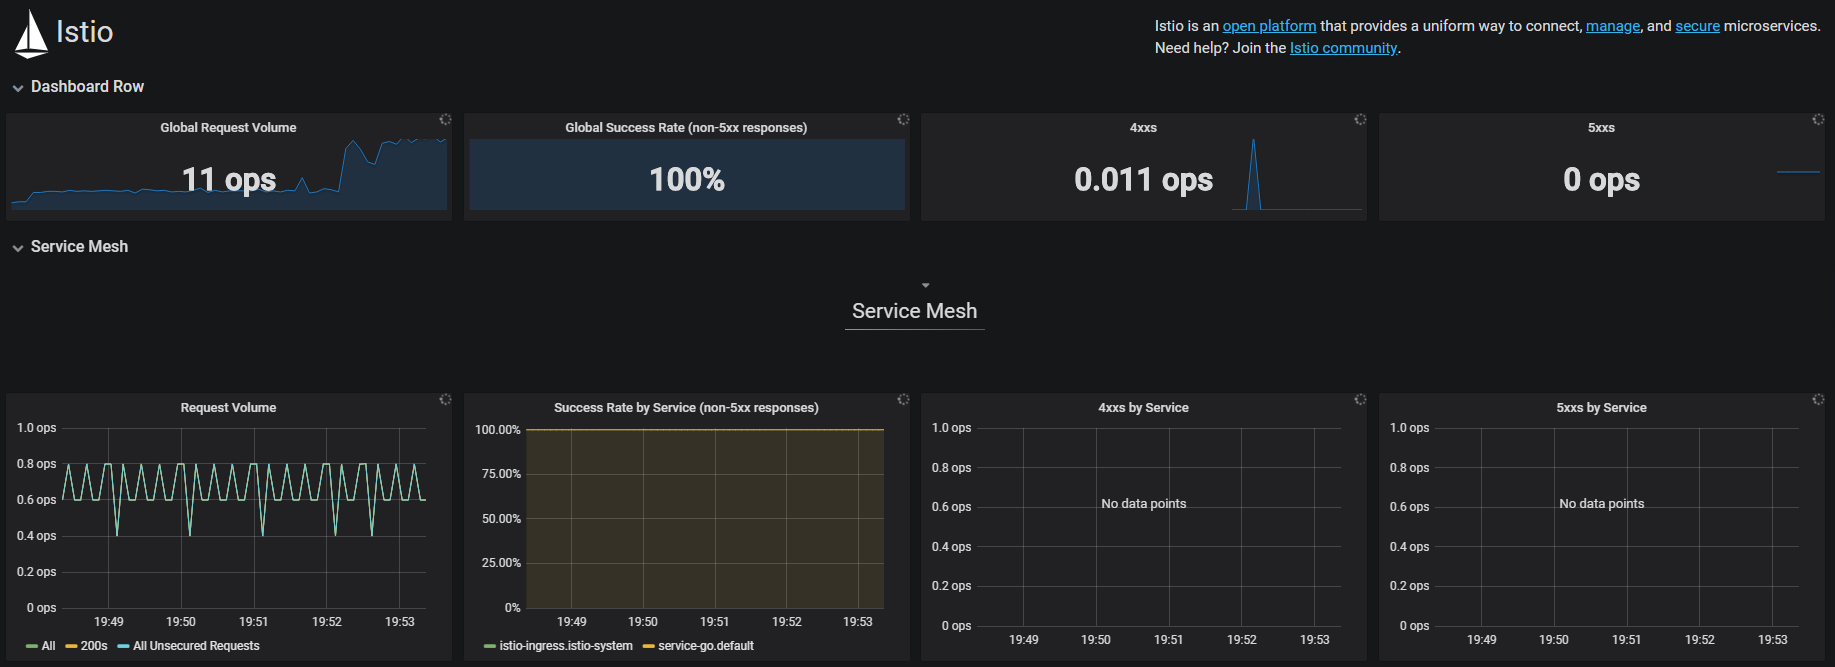 Istio
Istio is an open platform that provides a uniform way to connect, manage, and secure microservices.
Need help? Join the Istio community.
Dashboard Row
Global Request Volume
11 ops
Global Success Rate (non-5xx responses)
100%
4xxs
0.011 ops
5xxs
0 ops
Service Mesh
Service Mesh
Request Volume
1.0 ops
0.8 ops
0.6 ops
0.4 ops
0.2 ops
0 ops
19:49 19:50 19:51 19:52 19:53
All 200s All Unsecured Requests
Success Rate by Service (non-5xx responses)
100.00%
75.00%
50.00%
25.00%
0%
19:49 19:50 19:51 19:52 19:53
istio-ingress.istio-system service-go.default
4xxs by Service
1.0 ops
0.8 ops
No data points
0.6 ops
0.4 ops
0.2 ops
0 ops
19:49 19:50 19:51 19:52 19:53
5xxs by Service
1.0 ops
0.8 ops
No data points
0.6 ops
0.4 ops
0.2 ops
0 ops
19:49 19:50 19:51 19:52 19:53